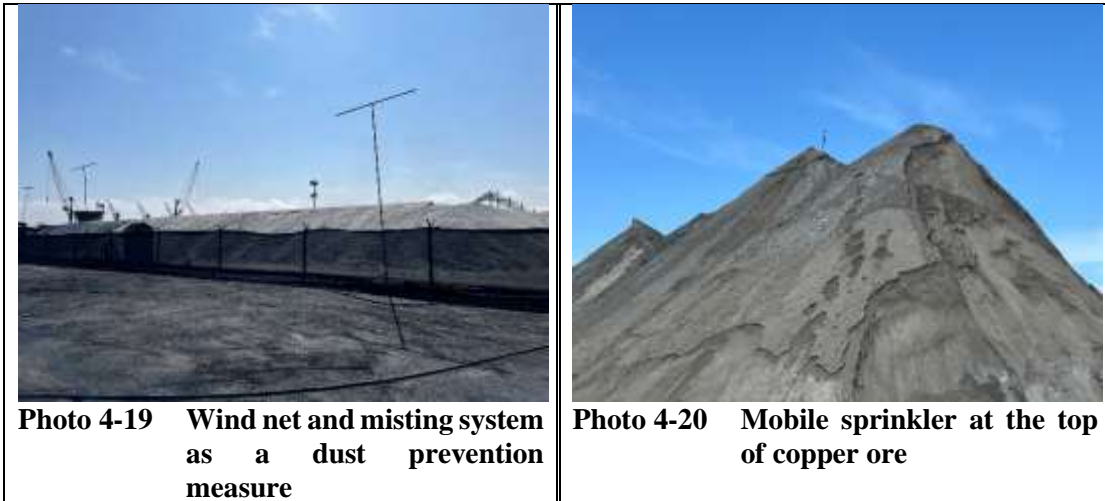 Photo 4-19 Wind net and misting system
as a dust prevention
measure
Photo 4-20 Mobile sprinkler at the top
of copper ore